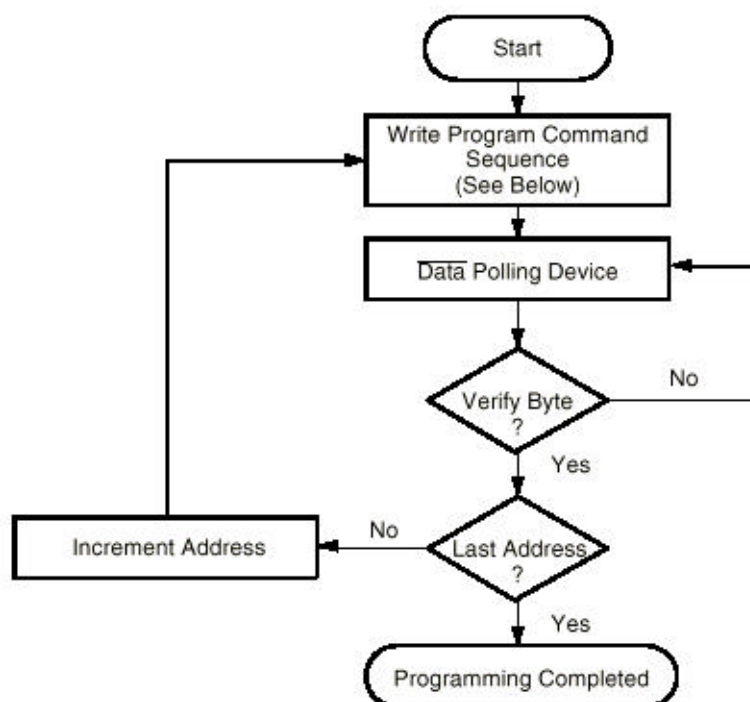 Start
Write Program Command
Sequence
(See Below)
Data Polling Device
Verify Byte
?
No
Yes
Last Address
?
No
Increment Address
Yes
Programming Completed